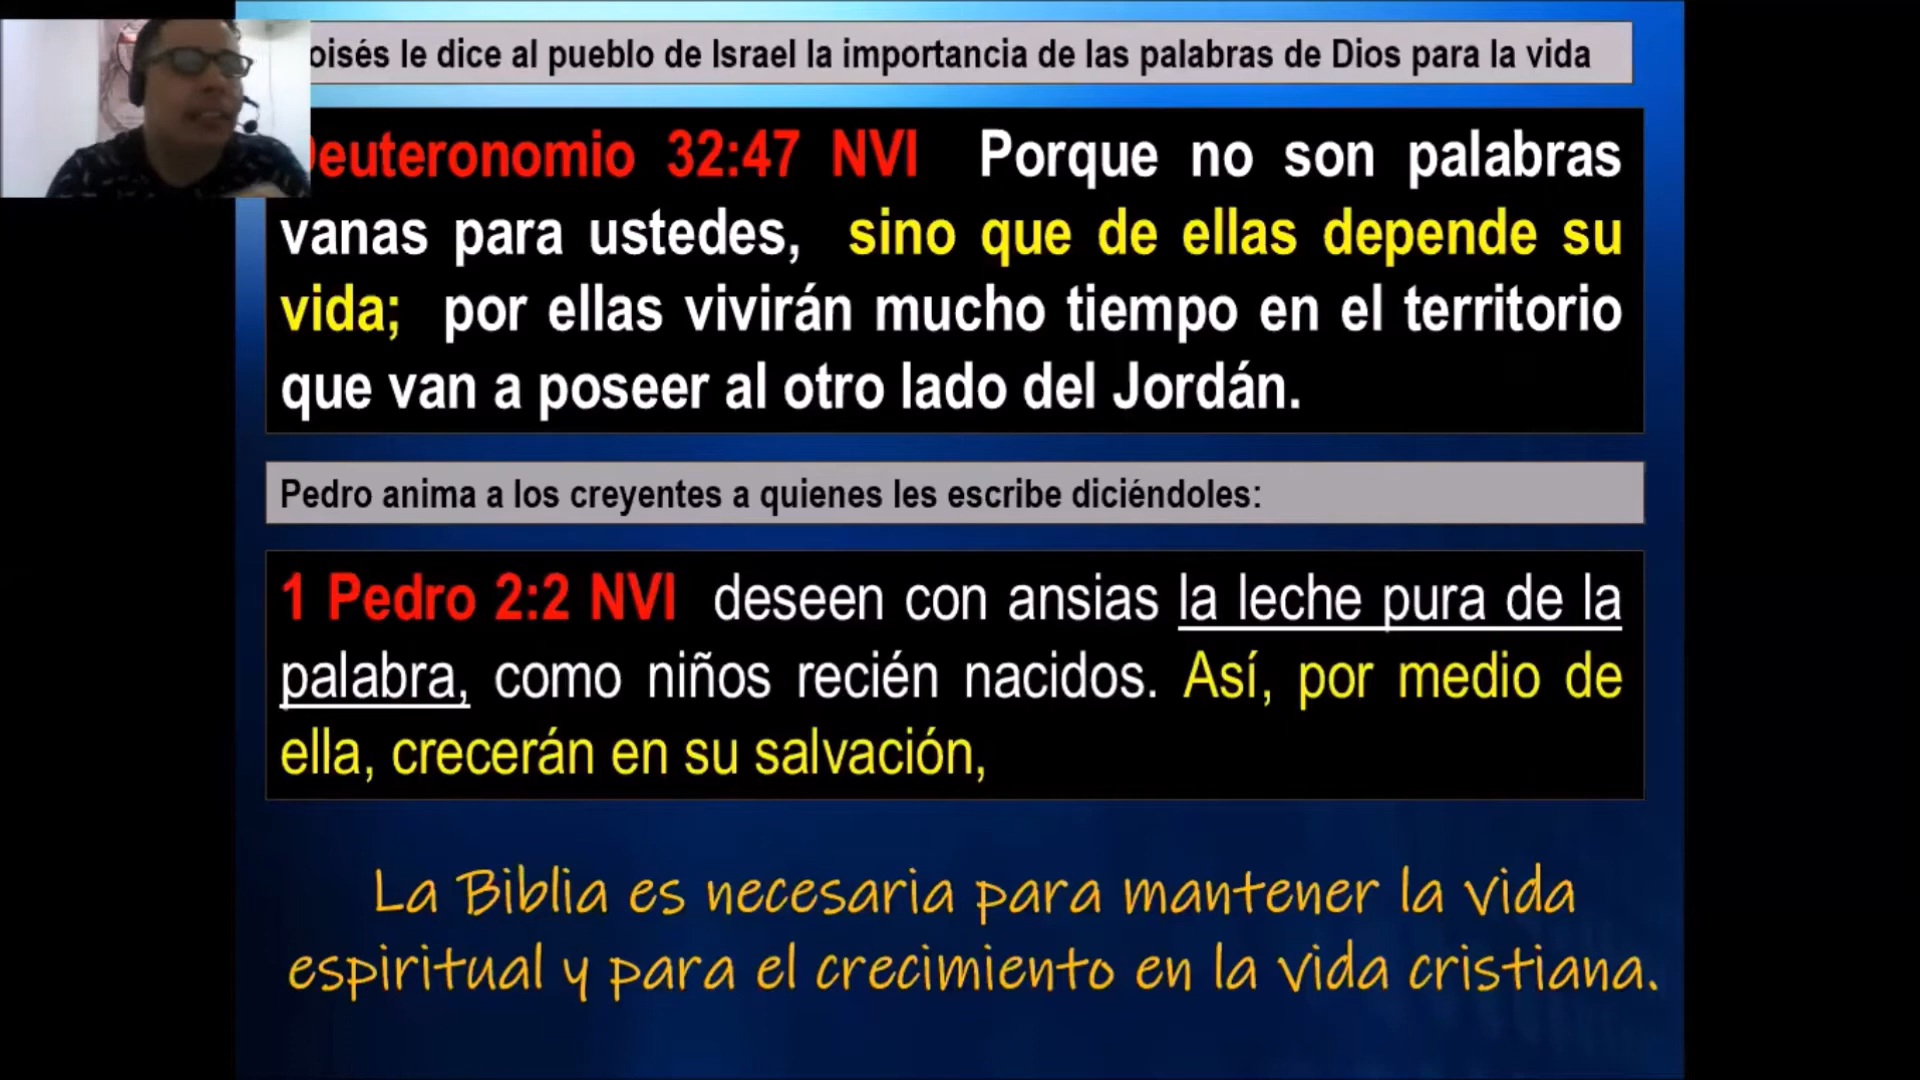 oisés le dice al pueblo de Israel la importancia de las palabras de Dios para la vida
euteronomio 32:47 NVI Porque no son palabras
vanas para ustedes, sino que de ellas depende su
vida; por ellas vivirán mucho tiempo en el territorio
que van a poseer al otro lado del Jordán.
Pedro anima a los creyentes a quienes les escribe diciéndoles:
1 Pedro 2:2 NVI deseen con ansias la leche pura de la
palabra, como niños recién nacidos. Así, por medio de
ella, crecerán en su salvación,
La Biblia es necesaria para mantener la vida
espiritual y para el crecimiento en la vida cristiana.